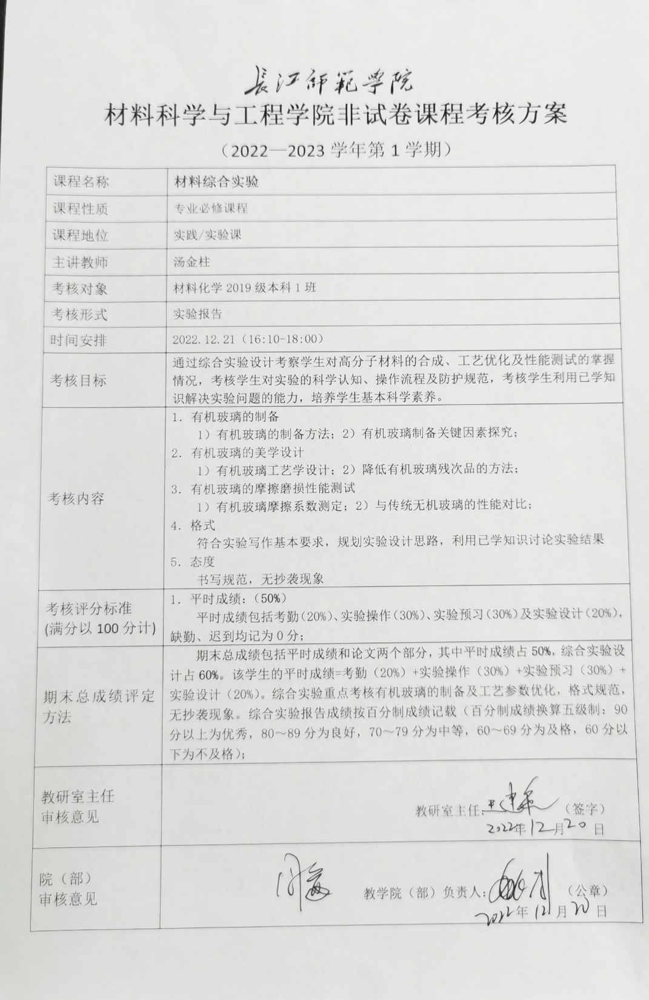 長江師範學院
材料科学与工程学院非试卷课程考核方案
（2022—2023 学年第 1 学期）
课程名称 材料综合实验
课程性质 专业必修课程
课程地位 实践/实验课
主讲教师 汤金柱
考核对象 材料化学 2019 级本科 1 班
考核形式 实验报告
时间安排 2022.12.21（16:10-18:00）
考核目标
通过综合实验设计考察学生对高分子材料的合成、工艺优化及性能测试的掌握
情况，考核学生对实验的科学认知、操作流程及防护规范，考核学生利用已学知
识解决实验问题的能力，培养学生基本科学素养。
考核内容
1. 有机玻璃的制备
1）有机玻璃的制备方法；2）有机玻璃制备关键因素探究；
2. 有机玻璃的美学设计
1）有机玻璃工艺学设计；2）降低有机玻璃残次品的方法；
3. 有机玻璃的摩擦磨损性能测试
1）有机玻璃摩擦系数测定；2）与传统无机玻璃的性能对比；
4. 格式
符合实验写作基本要求，规划实验设计思路，利用已学知识讨论实验结果
5. 态度
书写规范，无抄袭现象
考核评分标准
(满分以 100 分计)
1. 平时成绩：（50%）
平时成绩包括考勤（20%）、实验操作（30%）、实验预习（30%）及实验设计（20%），
缺勤、迟到均记为 0 分；
期末总成绩评定
方法
期末总成绩包括平时成绩和论文两个部分，其中平时成绩占 50%，综合实验设
计占 60%。该学生的平时成绩=考勤（20%）+实验操作（30%）+实验预习（30%）+
实验设计（20%）。综合实验重点考核有机玻璃的制备及工艺参数优化，格式规范，
无抄袭现象。综合实验报告成绩按百分制成绩记载（百分制成绩换算五级制：90
分以上为优秀，80～89 分为良好，70～79 分为中等，60～69 分为及格，60 分以
下为不及格）；
教研室主任
审核意见
教研室主任: （签字）
2022年 12 月 20 日
院（部）
审核意见
教学院（部）负责人: （公章）
2022年 12 月 20 日